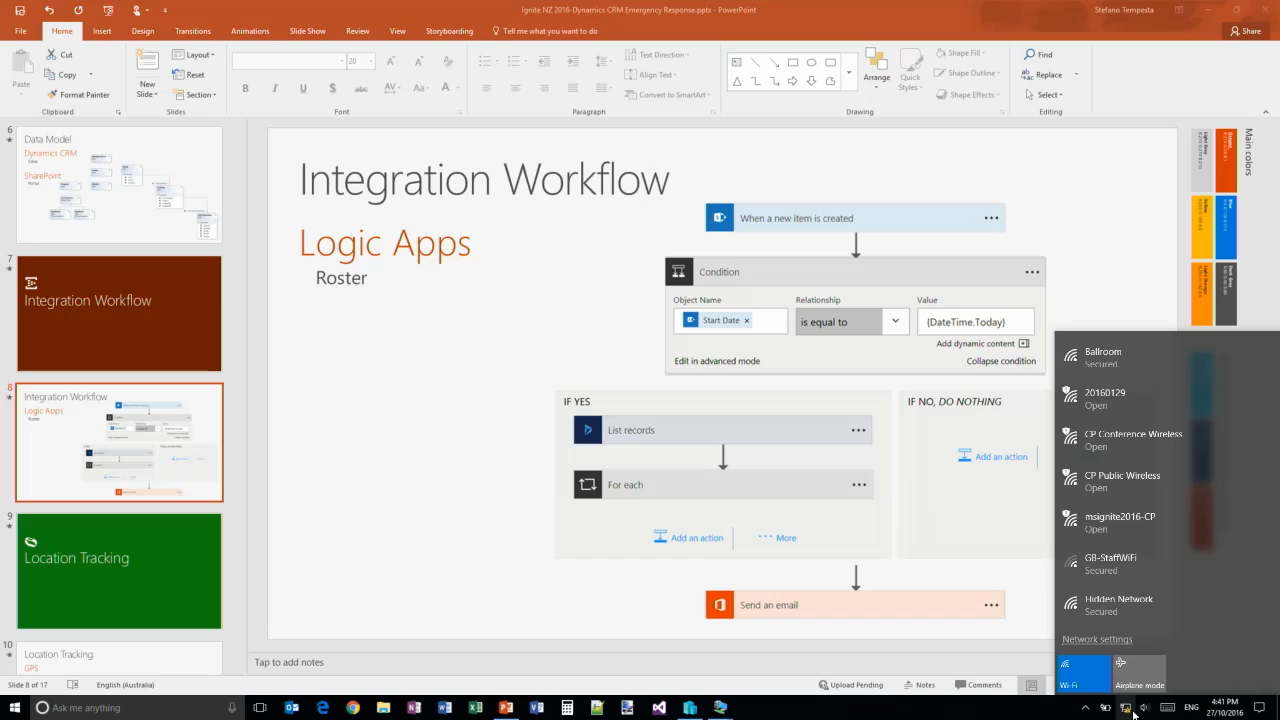 Ignite NZ 2016-Dynamics CRM Emergency Response.pptx - PowerPoint
Stefano Tempesta
File Home Insert Design Transitions Animations Slide Show Review View Storyboarding Tell me what you want to do Share
Paste
Cut
Copy
Format Painter
Clipboard
New Slide
Layout
Reset
Section
Slides
20
Font
Text Direction
Align Text
Convert to SmartArt
Paragraph
Arrange
Quick Styles
Shape Fill
Shape Outline
Shape Effects
Drawing
Find
Replace
Select
Editing
6
Data Model
Dynamics CRM
SharePoint
7
Integration Workflow
8
Integration Workflow
Logic Apps
Roster
9
Location Tracking
10
Location Tracking
GPS
Integration Workflow
Logic Apps
Roster
When a new item is created
Condition
Object Name Relationship Value
Start Date × is equal to {DateTime.Today}
Add dynamic content
Edit in advanced mode Collapse condition
IF YES
List records
For each
Add an action More
IF NO, DO NOTHING
Add an action
Send an email
Main colors
Ballroom
Secured
20160129
Open
CP Conference Wireless
Open
CP Public Wireless
Open
msignite2016-CP
Open
GB-StaffWiFi
Secured
Hidden Network
Secured
Network settings
Wi-Fi
Airplane mode
Tap to add notes
Slide 8 of 17 English (Australia) Upload Pending Notes Comments
Ask me anything
ENG
4:41 PM
27/10/2016